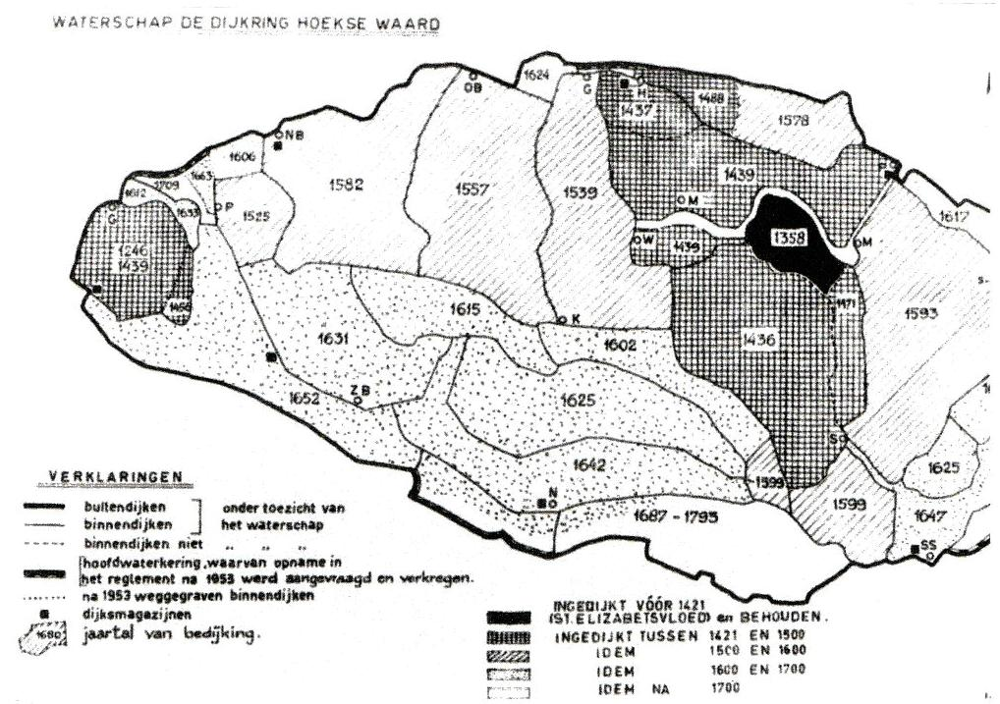 WATERSCHAP DE DIJKRING HOEKSE WAARD
1624
OB
G
H
1437
1488
1578
NB
1606
1663
1709
1612
1633
P
G
1582
1557
1539
1439
M
1617
1525
1246
1439
W
1439
1358
M
1456
1471
1593
1615
K
1631
1602
1436
1652
ZB
1625
SO
1642
1599
1625
N
1599
1687 - 1793
1647
SS
VERKLARINGEN
buitendijken
binnendijken
onder toezicht van
het waterschap
binnendijken niet " " "
hoofdwaterkering, waarvan opname in
het reglement na 1953 werd aangevraagd en verkregen.
na 1953 weggegraven binnendijken
dijksmagazijnen
1680 jaartal van bedijking.
INGEDIJKT VÓÓR 1421
(ST. ELIZABETSVLOED) en BEHOUDEN.
INGEDIJKT TUSSEN 1421 EN 1500
IDEM 1500 EN 1600
IDEM 1600 EN 1700
IDEM NA 1700